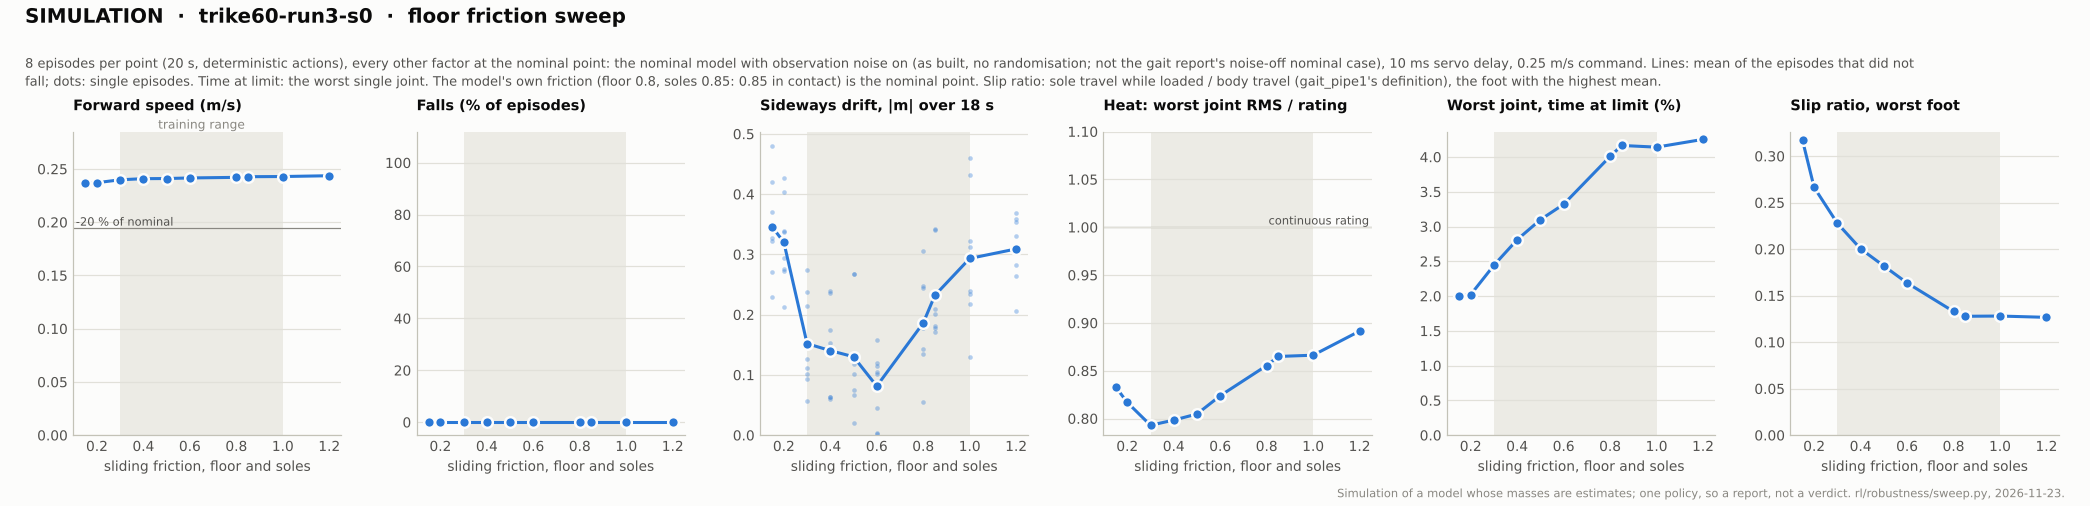 SIMULATION · trike60-run3-s0 · floor friction sweep
8 episodes per point (20 s, deterministic actions), every other factor at the nominal point: the nominal model with observation noise on (as built, no randomisation; not the gait report's noise-off nominal case), 10 ms servo delay, 0.25 m/s command. Lines: mean of the episodes that did not
fall; dots: single episodes. Time at limit: the worst single joint. The model's own friction (floor 0.8, soles 0.85: 0.85 in contact) is the nominal point. Slip ratio: sole travel while loaded / body travel (gait_pipe1's definition), the foot with the highest mean.
Forward speed (m/s)
training range
0.25
0.20
0.15
0.10
0.05
0.00
-20 % of nominal
0.2 0.4 0.6 0.8 1.0 1.2
sliding friction, floor and soles
Falls (% of episodes)
100
80
60
40
20
0
0.2 0.4 0.6 0.8 1.0 1.2
sliding friction, floor and soles
Sideways drift, |m| over 18 s
0.5
0.4
0.3
0.2
0.1
0.0
0.2 0.4 0.6 0.8 1.0 1.2
sliding friction, floor and soles
Heat: worst joint RMS / rating
1.10
1.05
1.00
0.95
0.90
0.85
0.80
continuous rating
0.2 0.4 0.6 0.8 1.0 1.2
sliding friction, floor and soles
Worst joint, time at limit (%)
4.0
3.5
3.0
2.5
2.0
1.5
1.0
0.5
0.0
0.2 0.4 0.6 0.8 1.0 1.2
sliding friction, floor and soles
Slip ratio, worst foot
0.30
0.25
0.20
0.15
0.10
0.05
0.00
0.2 0.4 0.6 0.8 1.0 1.2
sliding friction, floor and soles
Simulation of a model whose masses are estimates; one policy, so a report, not a verdict. rl/robustness/sweep.py, 2026-11-23.